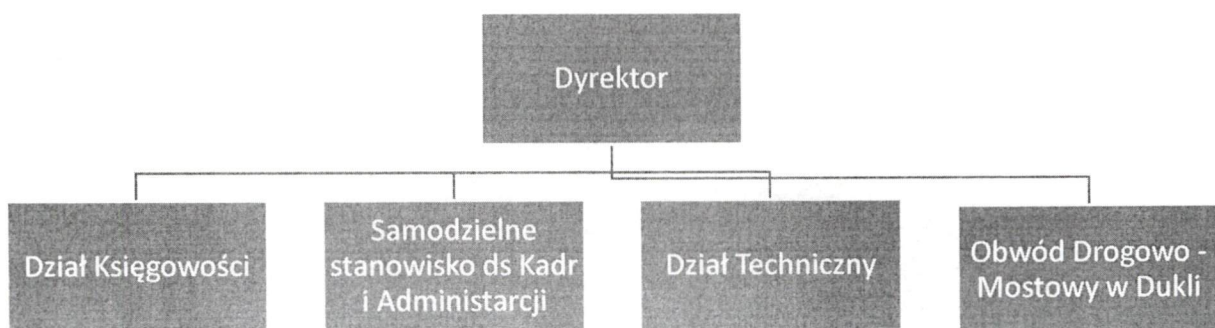 Dyrektor
Dział Księgowości
Samodzielne
stanowisko ds Kadr
i Administarcji
Dział Techniczny
Obwód Drogowo -
Mostowy w Dukli